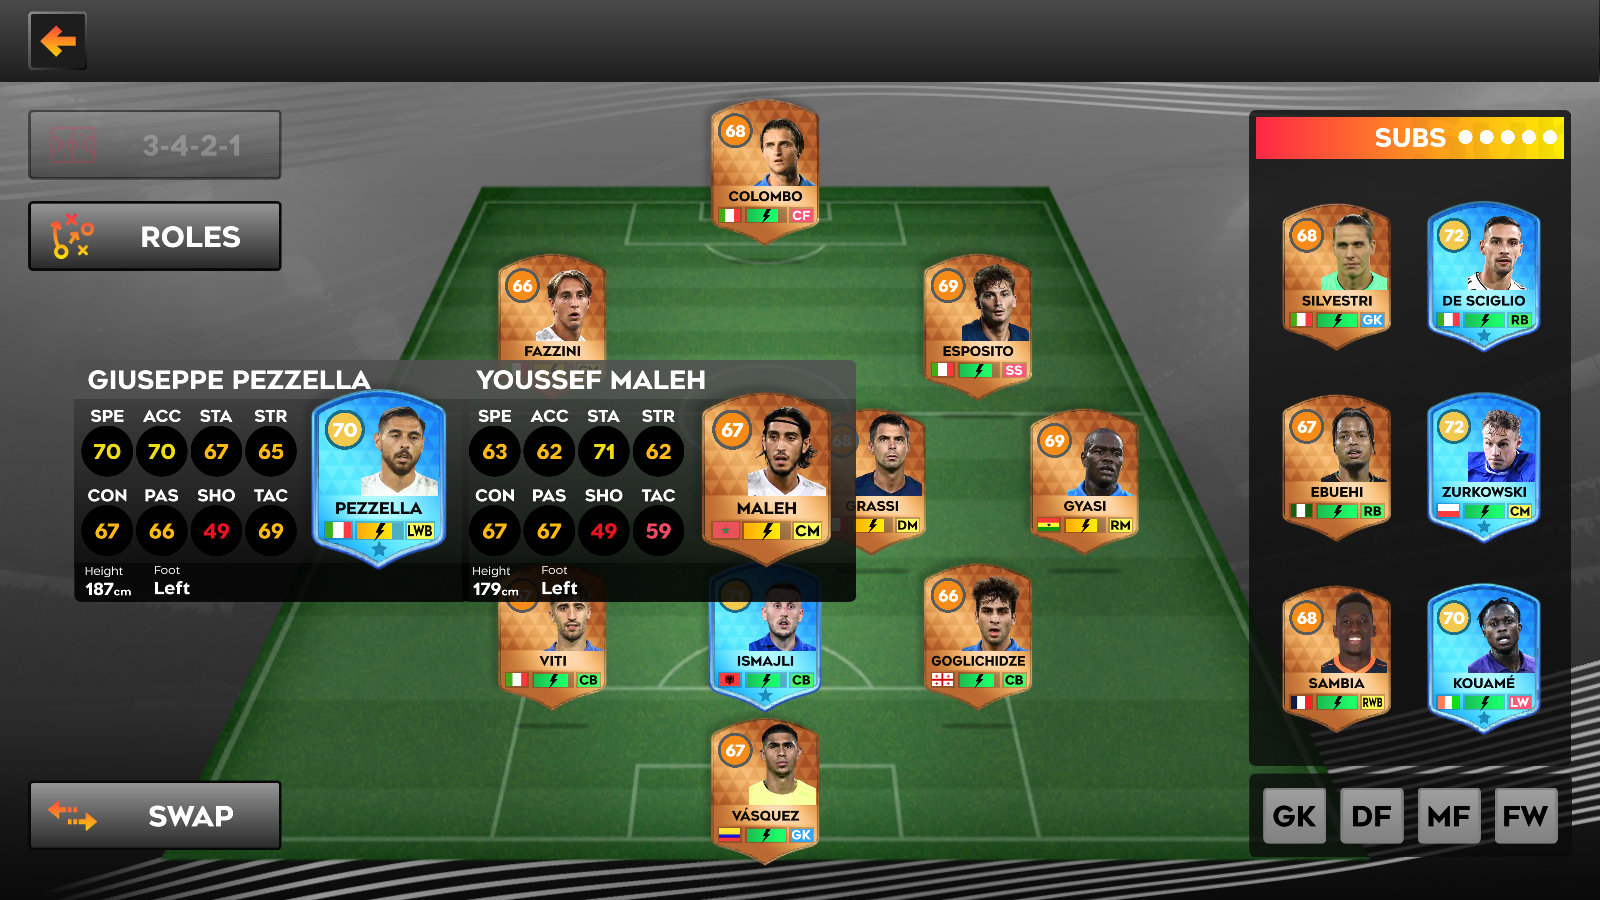 3-4-2-1
ROLES
SWAP
68
COLOMBO
CF
66
FAZZINI
69
ESPOSITO
SS
GIUSEPPE PEZZELLA
SPE ACC STA STR
70 70 67 65
CON PAS SHO TAC
67 66 49 69
Height Foot
187cm Left
70
PEZZELLA
LWB
YOUSSEF MALEH
SPE ACC STA STR
63 62 71 62
CON PAS SHO TAC
67 67 49 59
Height Foot
179cm Left
67
MALEH
CM
68
GRASSI
DM
69
GYASI
RM
VITI
CB
71
ISMAJLI
CB
66
GOGLICHIDZE
CB
67
VÁSQUEZ
GK
SUBS
68
SILVESTRI
GK
72
DE SCIGLIO
RB
67
EBUEHI
RB
72
ZURKOWSKI
CM
68
SAMBIA
RWB
70
KOUAMÉ
LW
GK DF MF FW